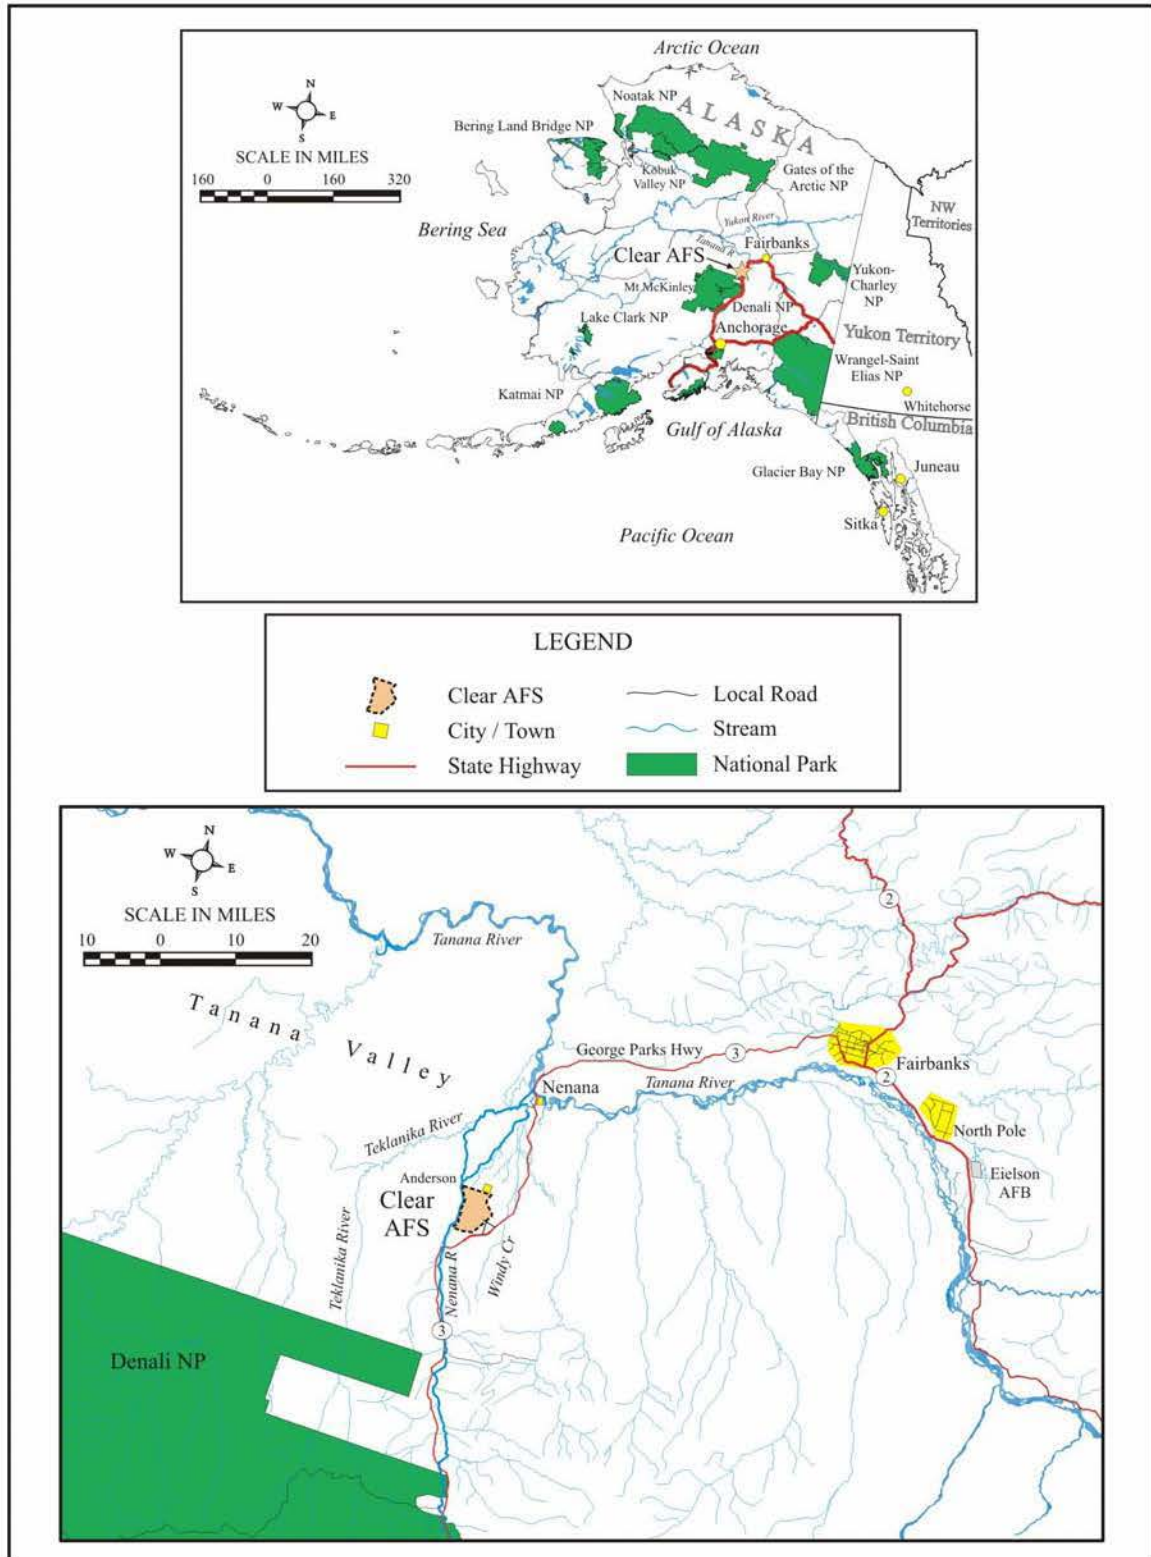 Arctic Ocean
N
W
E
S
SCALE IN MILES
160 0 160 320
Noatak NP
ALASKA
Bering Land Bridge NP
Kobuk
Valley NP
Gates of the
Arctic NP
NW
Territories
Bering Sea
Yukon River
Tanana R
Fairbanks
Clear AFS
Mt McKinley
Yukon-
Charley
NP
Denali NP
Lake Clark NP
Anchorage
Yukon Territory
Wrangel-Saint
Elias NP
Katmai NP
Whitehorse
British Columbia
Gulf of Alaska
Glacier Bay NP
Juneau
Sitka
Pacific Ocean
LEGEND
Clear AFS
Local Road
City / Town
Stream
State Highway
National Park
N
W
E
S
SCALE IN MILES
10 0 10 20
2
Tanana River
Tanana Valley
George Parks Hwy
3
Fairbanks
2
Nenana
Tanana River
North Pole
Teklanika River
Anderson
Clear
AFS
Eielson
AFB
Teklanika River
Nenana R
Windy Cr
3
Denali NP